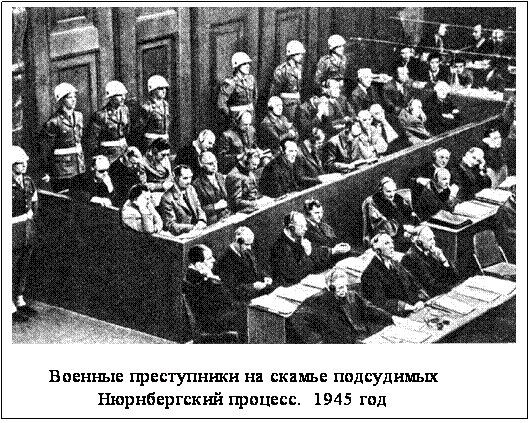 Военные преступники на скамье подсудимых
Нюрнбергский процесс. 1945 год